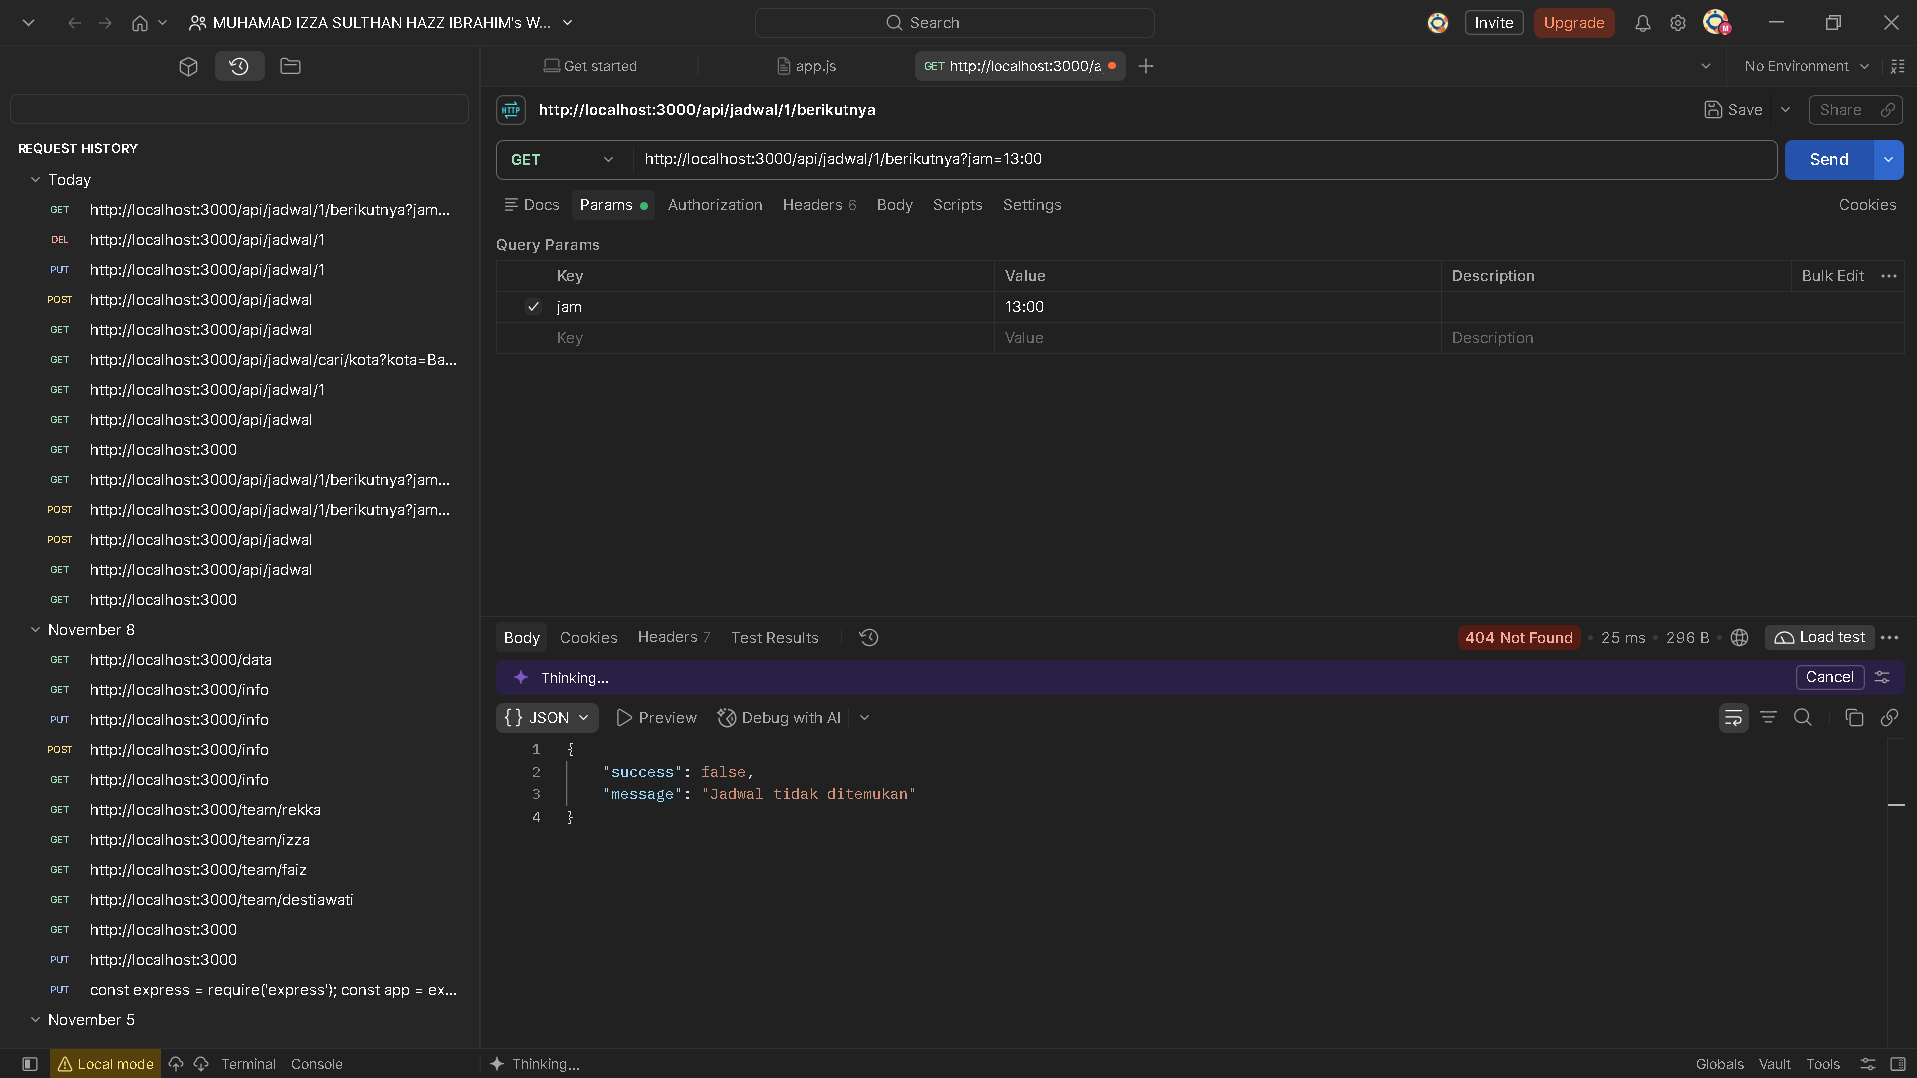 MUHAMAD IZZA SULTHAN HAZZ IBRAHIM's W...
Search
Invite
Upgrade
M
Get started
app.js
GET http://localhost:3000/a
No Environment
HTTP
http://localhost:3000/api/jadwal/1/berikutnya
Save
Share
REQUEST HISTORY
GET
http://localhost:3000/api/jadwal/1/berikutnya?jam=13:00
Send
Today
GET http://localhost:3000/api/jadwal/1/berikutnya?jam...
DEL http://localhost:3000/api/jadwal/1
PUT http://localhost:3000/api/jadwal/1
POST http://localhost:3000/api/jadwal
GET http://localhost:3000/api/jadwal
GET http://localhost:3000/api/jadwal/cari/kota?kota=Ba...
GET http://localhost:3000/api/jadwal/1
GET http://localhost:3000/api/jadwal
GET http://localhost:3000
GET http://localhost:3000/api/jadwal/1/berikutnya?jam...
POST http://localhost:3000/api/jadwal/1/berikutnya?jam...
POST http://localhost:3000/api/jadwal
GET http://localhost:3000/api/jadwal
GET http://localhost:3000
November 8
GET http://localhost:3000/data
GET http://localhost:3000/info
PUT http://localhost:3000/info
POST http://localhost:3000/info
GET http://localhost:3000/info
GET http://localhost:3000/team/rekka
GET http://localhost:3000/team/izza
GET http://localhost:3000/team/faiz
GET http://localhost:3000/team/destiawati
GET http://localhost:3000
PUT http://localhost:3000
PUT const express = require('express'); const app = ex...
November 5
Docs
Params
Authorization
Headers 6
Body
Scripts
Settings
Cookies
Query Params
Key
Value
Description
Bulk Edit
jam
13:00
Key
Value
Description
Body
Cookies
Headers 7
Test Results
404 Not Found
25 ms
296 B
Load test
Thinking...
Cancel
{} JSON
Preview
Debug with AI
1 {
2 "success": false,
3 "message": "Jadwal tidak ditemukan"
4 }
Local mode
Terminal
Console
Thinking...
Globals
Vault
Tools